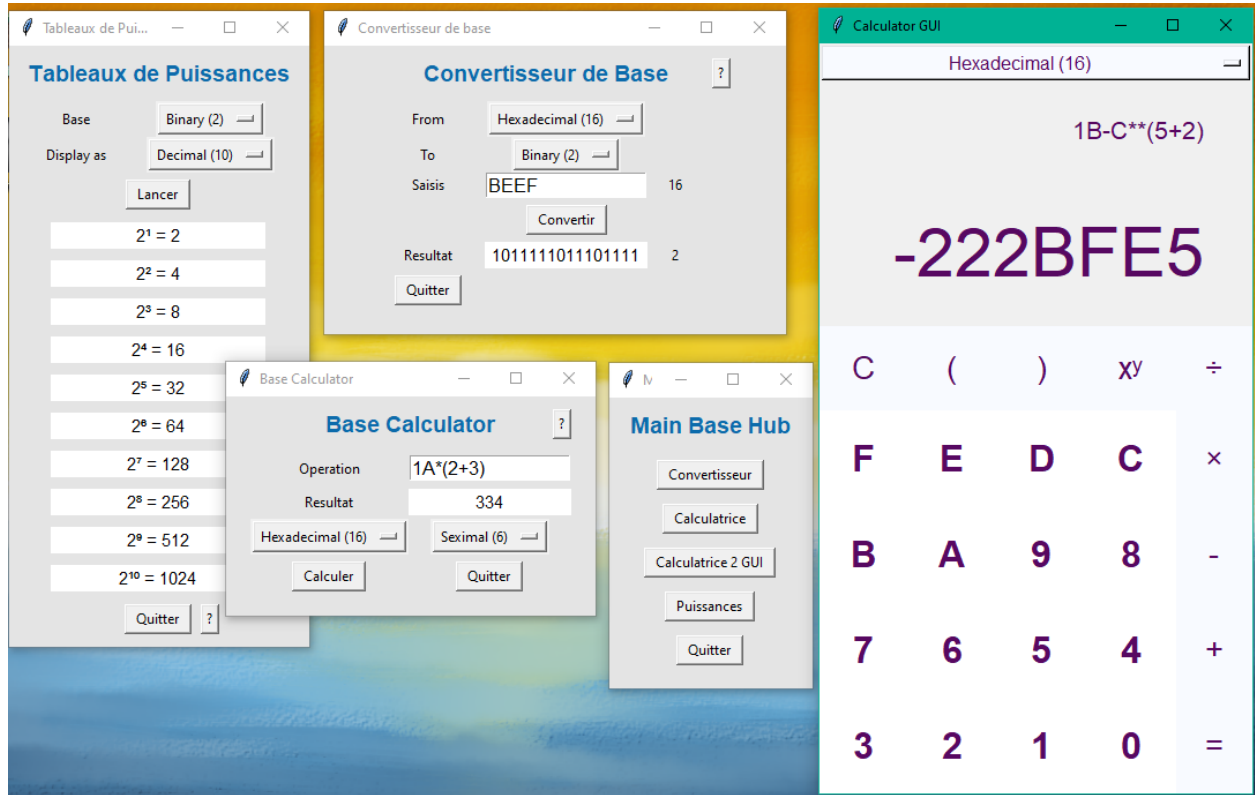 Tableaux de Pui...
Tableaux de Puissances
Base Binary (2)
Display as Decimal (10)
Lancer
2¹ = 2
2² = 4
2³ = 8
2⁴ = 16
2⁵ = 32
2⁶ = 64
2⁷ = 128
2⁸ = 256
2⁹ = 512
2¹⁰ = 1024
Quitter ?
Convertisseur de base
Convertisseur de Base ?
From Hexadecimal (16)
To Binary (2)
Saisis BEEF 16
Convertir
Resultat 1011111011101111 2
Quitter
Base Calculator
Base Calculator ?
Operation 1A*(2+3)
Resultat 334
Hexadecimal (16) Seximal (6)
Calculer Quitter
Main Base Hub
Convertisseur
Calculatrice
Calculatrice 2 GUI
Puissances
Quitter
Calculator GUI
Hexadecimal (16)
1B-C**(5+2)
-222BFE5
C ( ) xʸ ÷
F E D C ×
B A 9 8 -
7 6 5 4 +
3 2 1 0 =